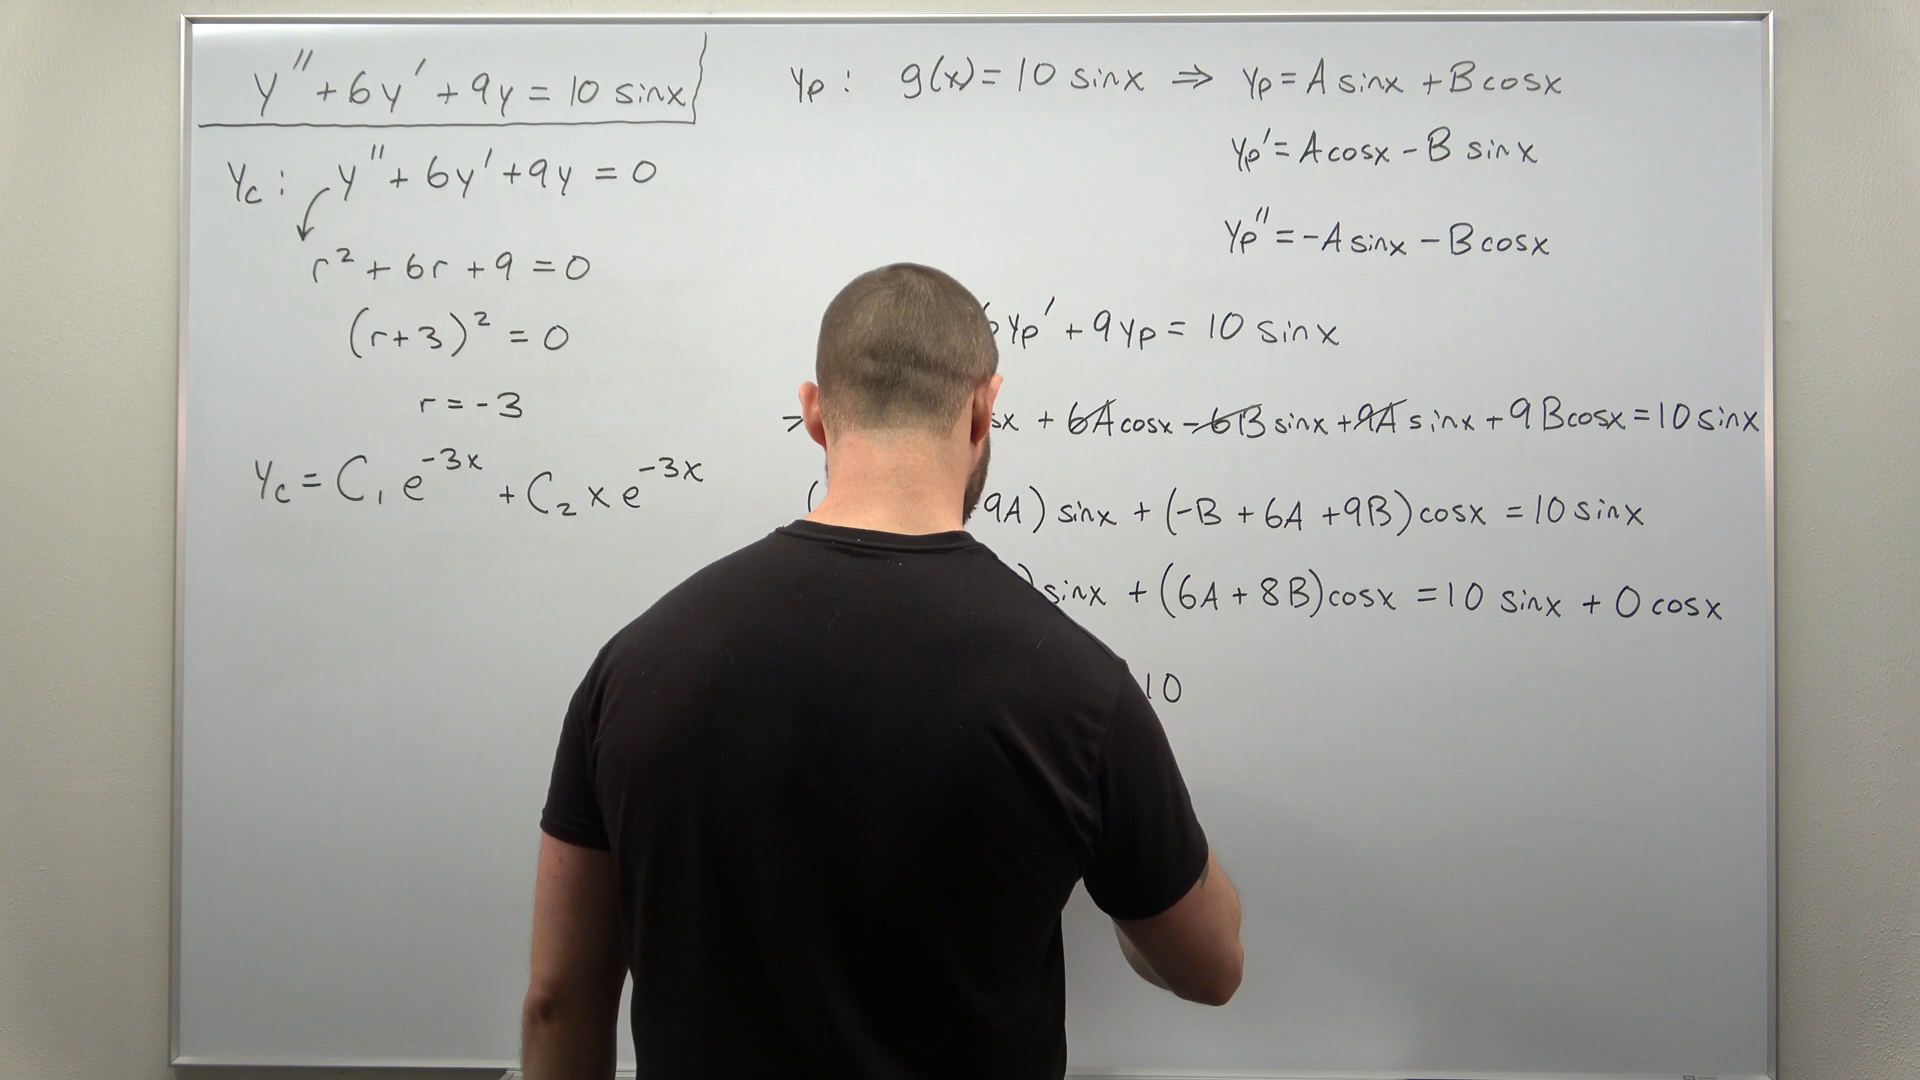 y'' + 6y' + 9y = 10 sinx
Yc: y'' + 6y' + 9y = 0
r² + 6r + 9 = 0
(r+3)² = 0
r = -3
Yc = C₁ e^-3x + C₂ x e^-3x
Yp: g(x) = 10 sinx ⇒ Yp = A sinx + B cosx
Yp' = A cosx - B sinx
Yp'' = -A sinx - B cosx
Yp' + 9Yp = 10 sinx
+ 6A cosx - 6B sinx + 9A sinx + 9B cosx = 10 sinx
9A) sinx + (-B + 6A + 9B) cosx = 10 sinx
) sinx + (6A + 8B) cosx = 10 sinx + 0 cosx
10